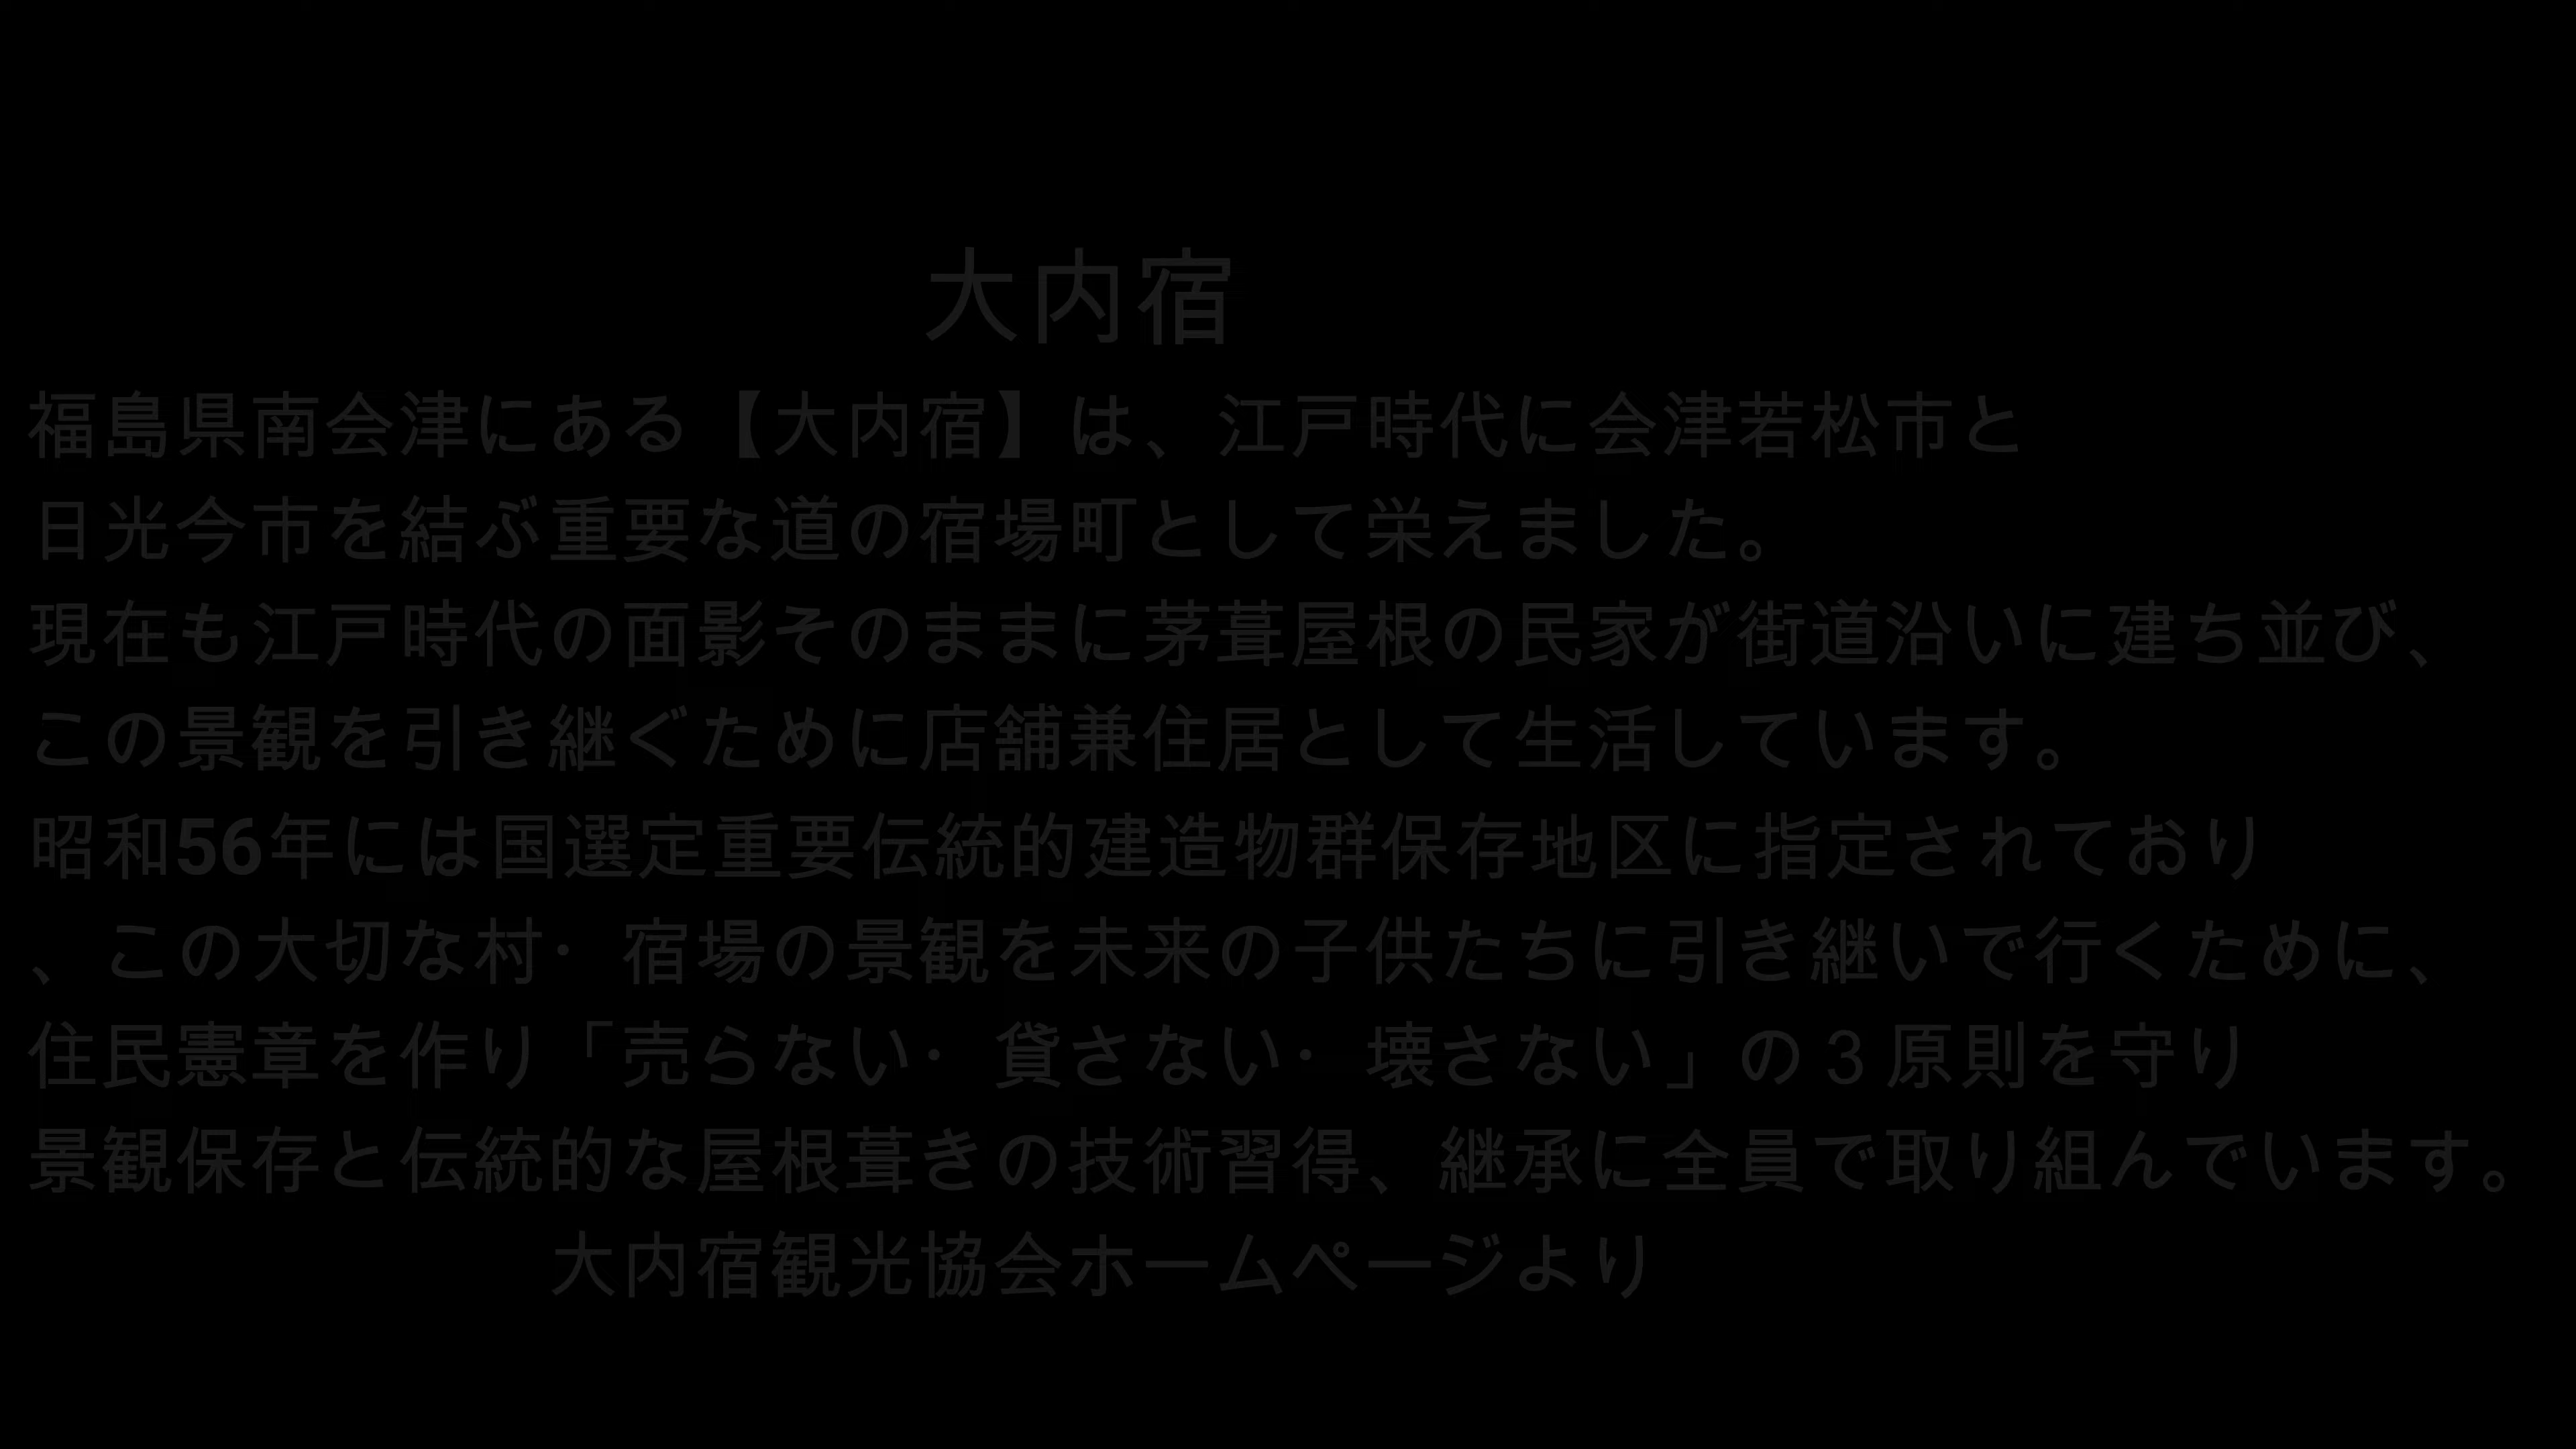 大内宿
福島県南会津にある【大内宿】は、江戸時代に会津若松市と
日光今市を結ぶ重要な道の宿場町として栄えました。
現在も江戸時代の面影そのままに茅葺屋根の民家が街道沿いに建ち並び、
この景観を引き継ぐために店舗兼住居として生活しています。
昭和56年には国選定重要伝統的建造物群保存地区に指定されており
、この大切な村・宿場の景観を未来の子供たちに引き継いで行くために、
住民憲章を作り「売らない・貸さない・壊さない」の３原則を守り
景観保存と伝統的な屋根葺きの技術習得、継承に全員で取り組んでいます。
大内宿観光協会ホームページより